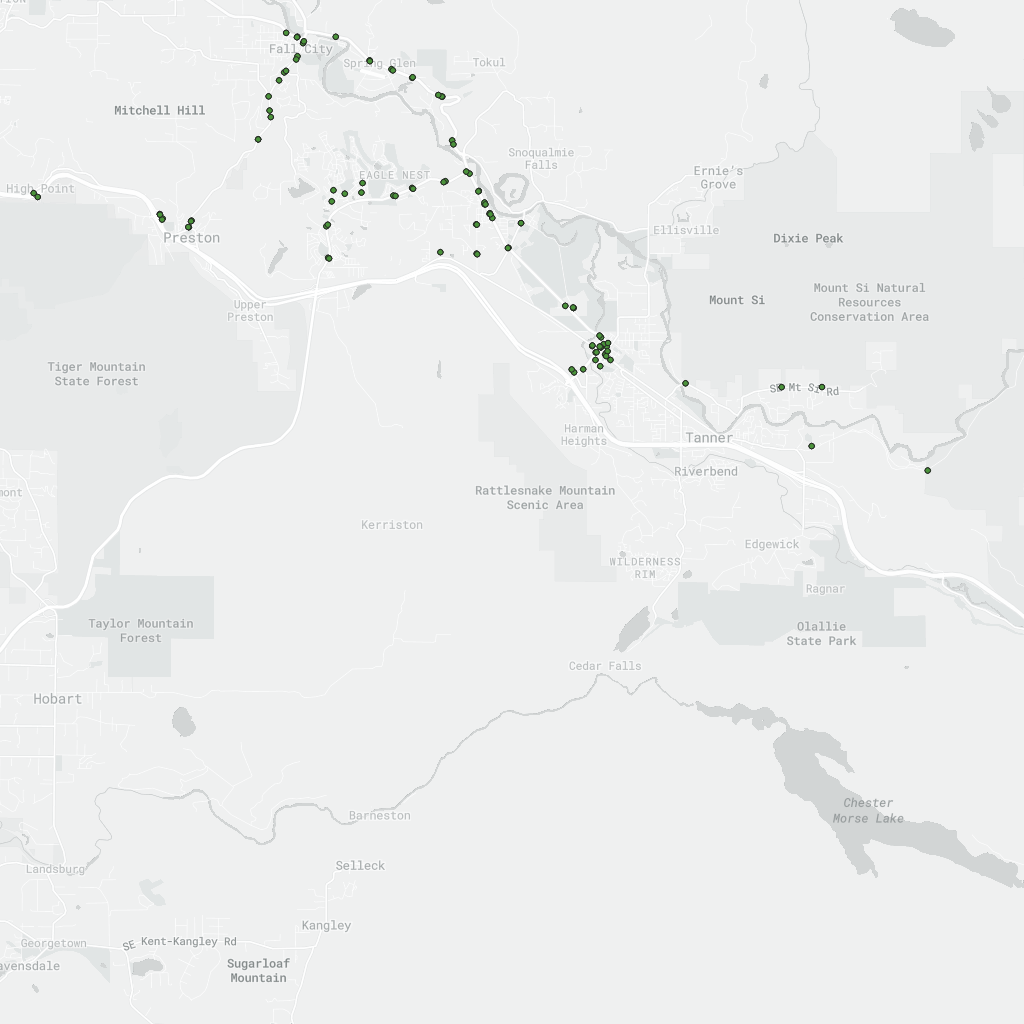 Fall City
Spring Glen
Tokul
Mitchell Hill
Snoqualmie
Falls
EAGLE NEST
Ernie's
Grove
High Point
Preston
Ellisville
Dixie Peak
Mount Si Natural
Resources
Conservation Area
Mount Si
Upper
Preston
Tiger Mountain
State Forest
SE Mt Si Rd
Harman
Heights
Tanner
Riverbend
Rattlesnake Mountain
Scenic Area
mont
Kerriston
Edgewick
WILDERNESS
RIM
Ragnar
Taylor Mountain
Forest
Olallie
State Park
Cedar Falls
Hobart
Chester
Morse Lake
Barneston
Landsburg
Selleck
Kangley
Georgetown
SE Kent-Kangley Rd
avensdale
Sugarloaf
Mountain